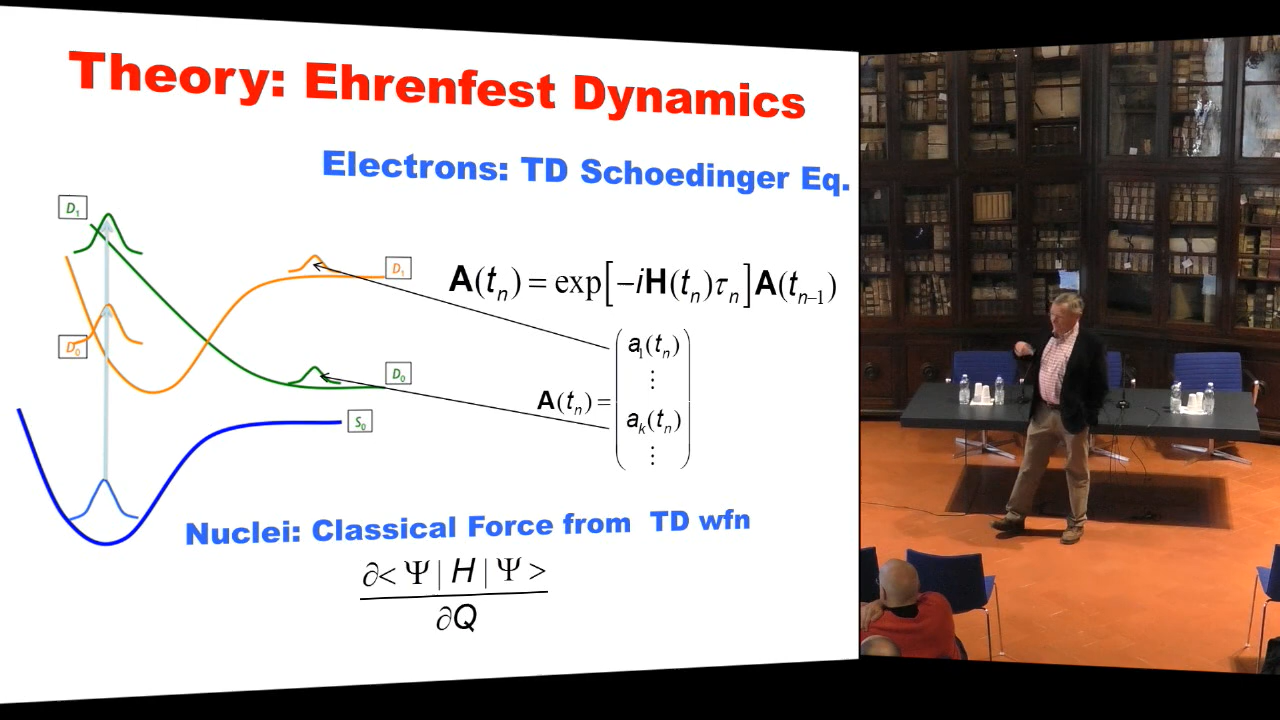 Theory: Ehrenfest Dynamics
Electrons: TD Schoedinger Eq.
D₁
D₁
A(tₙ) = exp[−iH(tₙ)τₙ]A(tₙ₋₁)
D₀
D₀
A(tₙ) = ( a₁(tₙ) ⋮ aₖ(tₙ) ⋮ )
S₀
Nuclei: Classical Force from TD wfn
∂< Ψ | H | Ψ >
∂Q